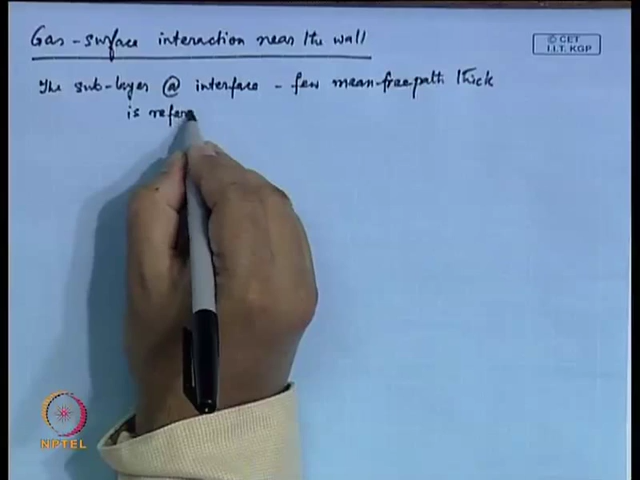 Gas-surface interaction near the wall
© CET
I.I.T. KGP
The sub-layer @ interface - few mean-free path thick
is refer
NPTEL